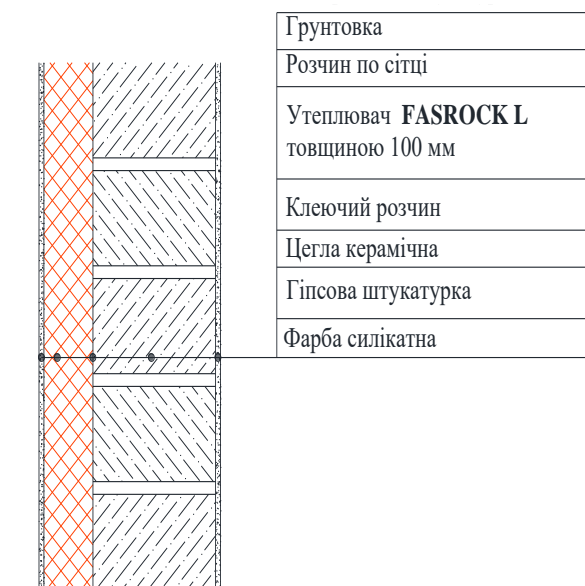 Грунтовка
Розчин по сітці
Утеплювач FASROCK L
товщиною 100 мм
Клеючий розчин
Цегла керамічна
Гіпсова штукатурка
Фарба силікатна